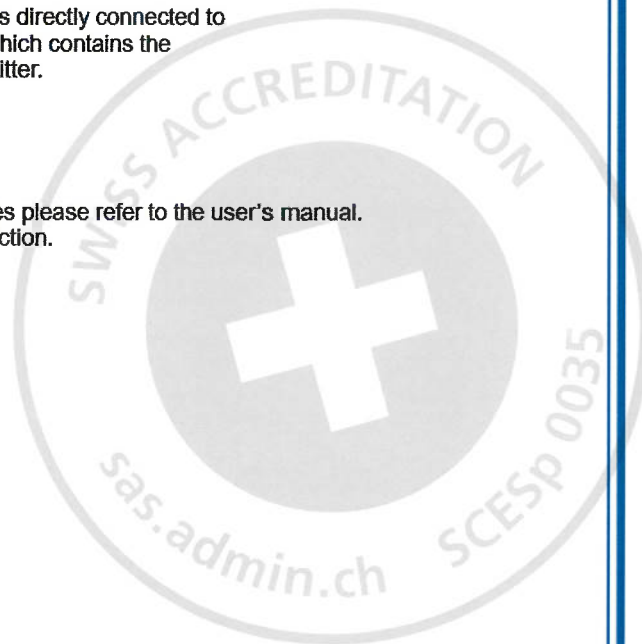 s directly connected to
hich contains the
itter.
es please refer to the user's manual.
ction.
SWISS ACCREDITATION
sas.admin.ch
SCESp 0035